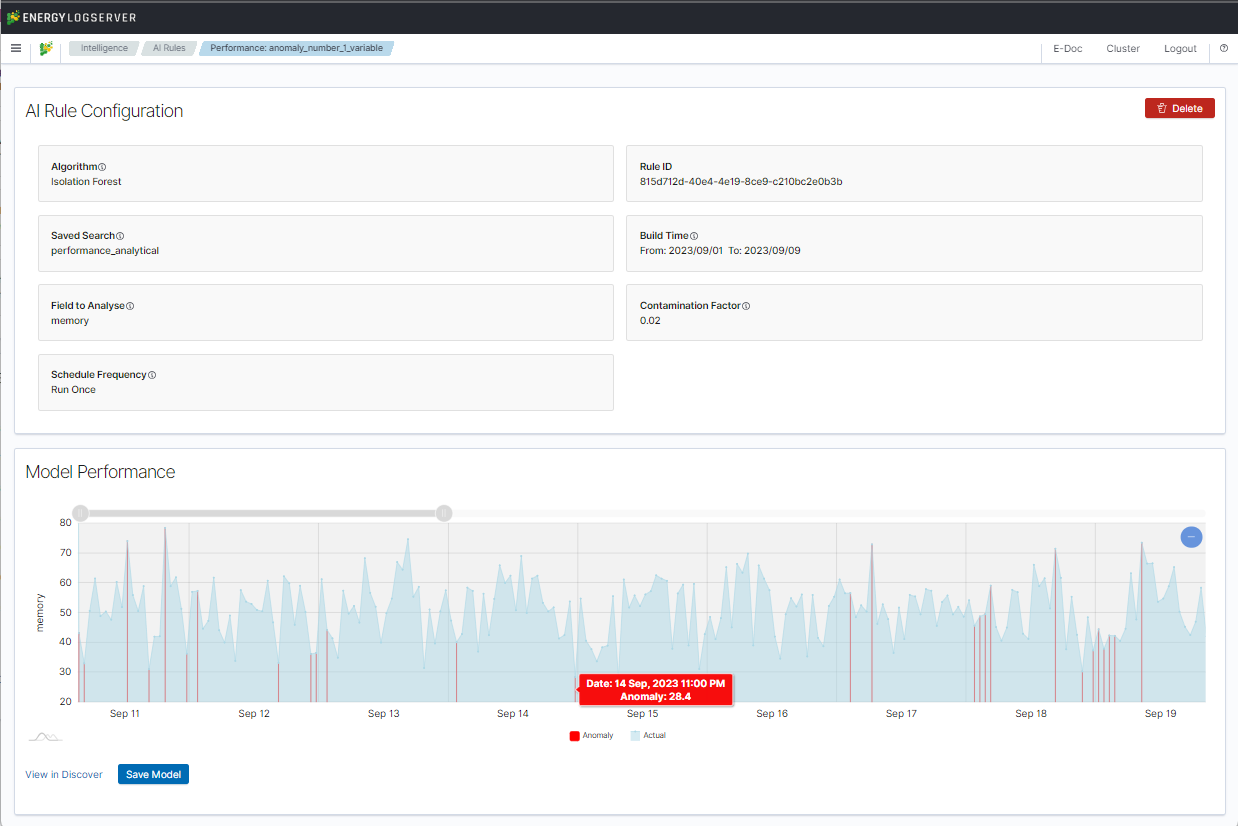 ENERGYLOGSERVER
Intelligence AI Rules Performance: anomaly_number_1_variable E-Doc Cluster Logout
AI Rule Configuration
Delete
Algorithm
Isolation Forest
Rule ID
815d712d-40e4-4e19-8ce9-c210bc2e0b3b
Saved Search
performance_analytical
Build Time
From: 2023/09/01 To: 2023/09/09
Field to Analyse
memory
Contamination Factor
0.02
Schedule Frequency
Run Once
Model Performance
80
70
60
50
40
30
20
memory
Date: 14 Sep, 2023 11:00 PM
Anomaly: 28.4
Sep 11 Sep 12 Sep 13 Sep 14 Sep 15 Sep 16 Sep 17 Sep 18 Sep 19
Anomaly Actual
View in Discover Save Model